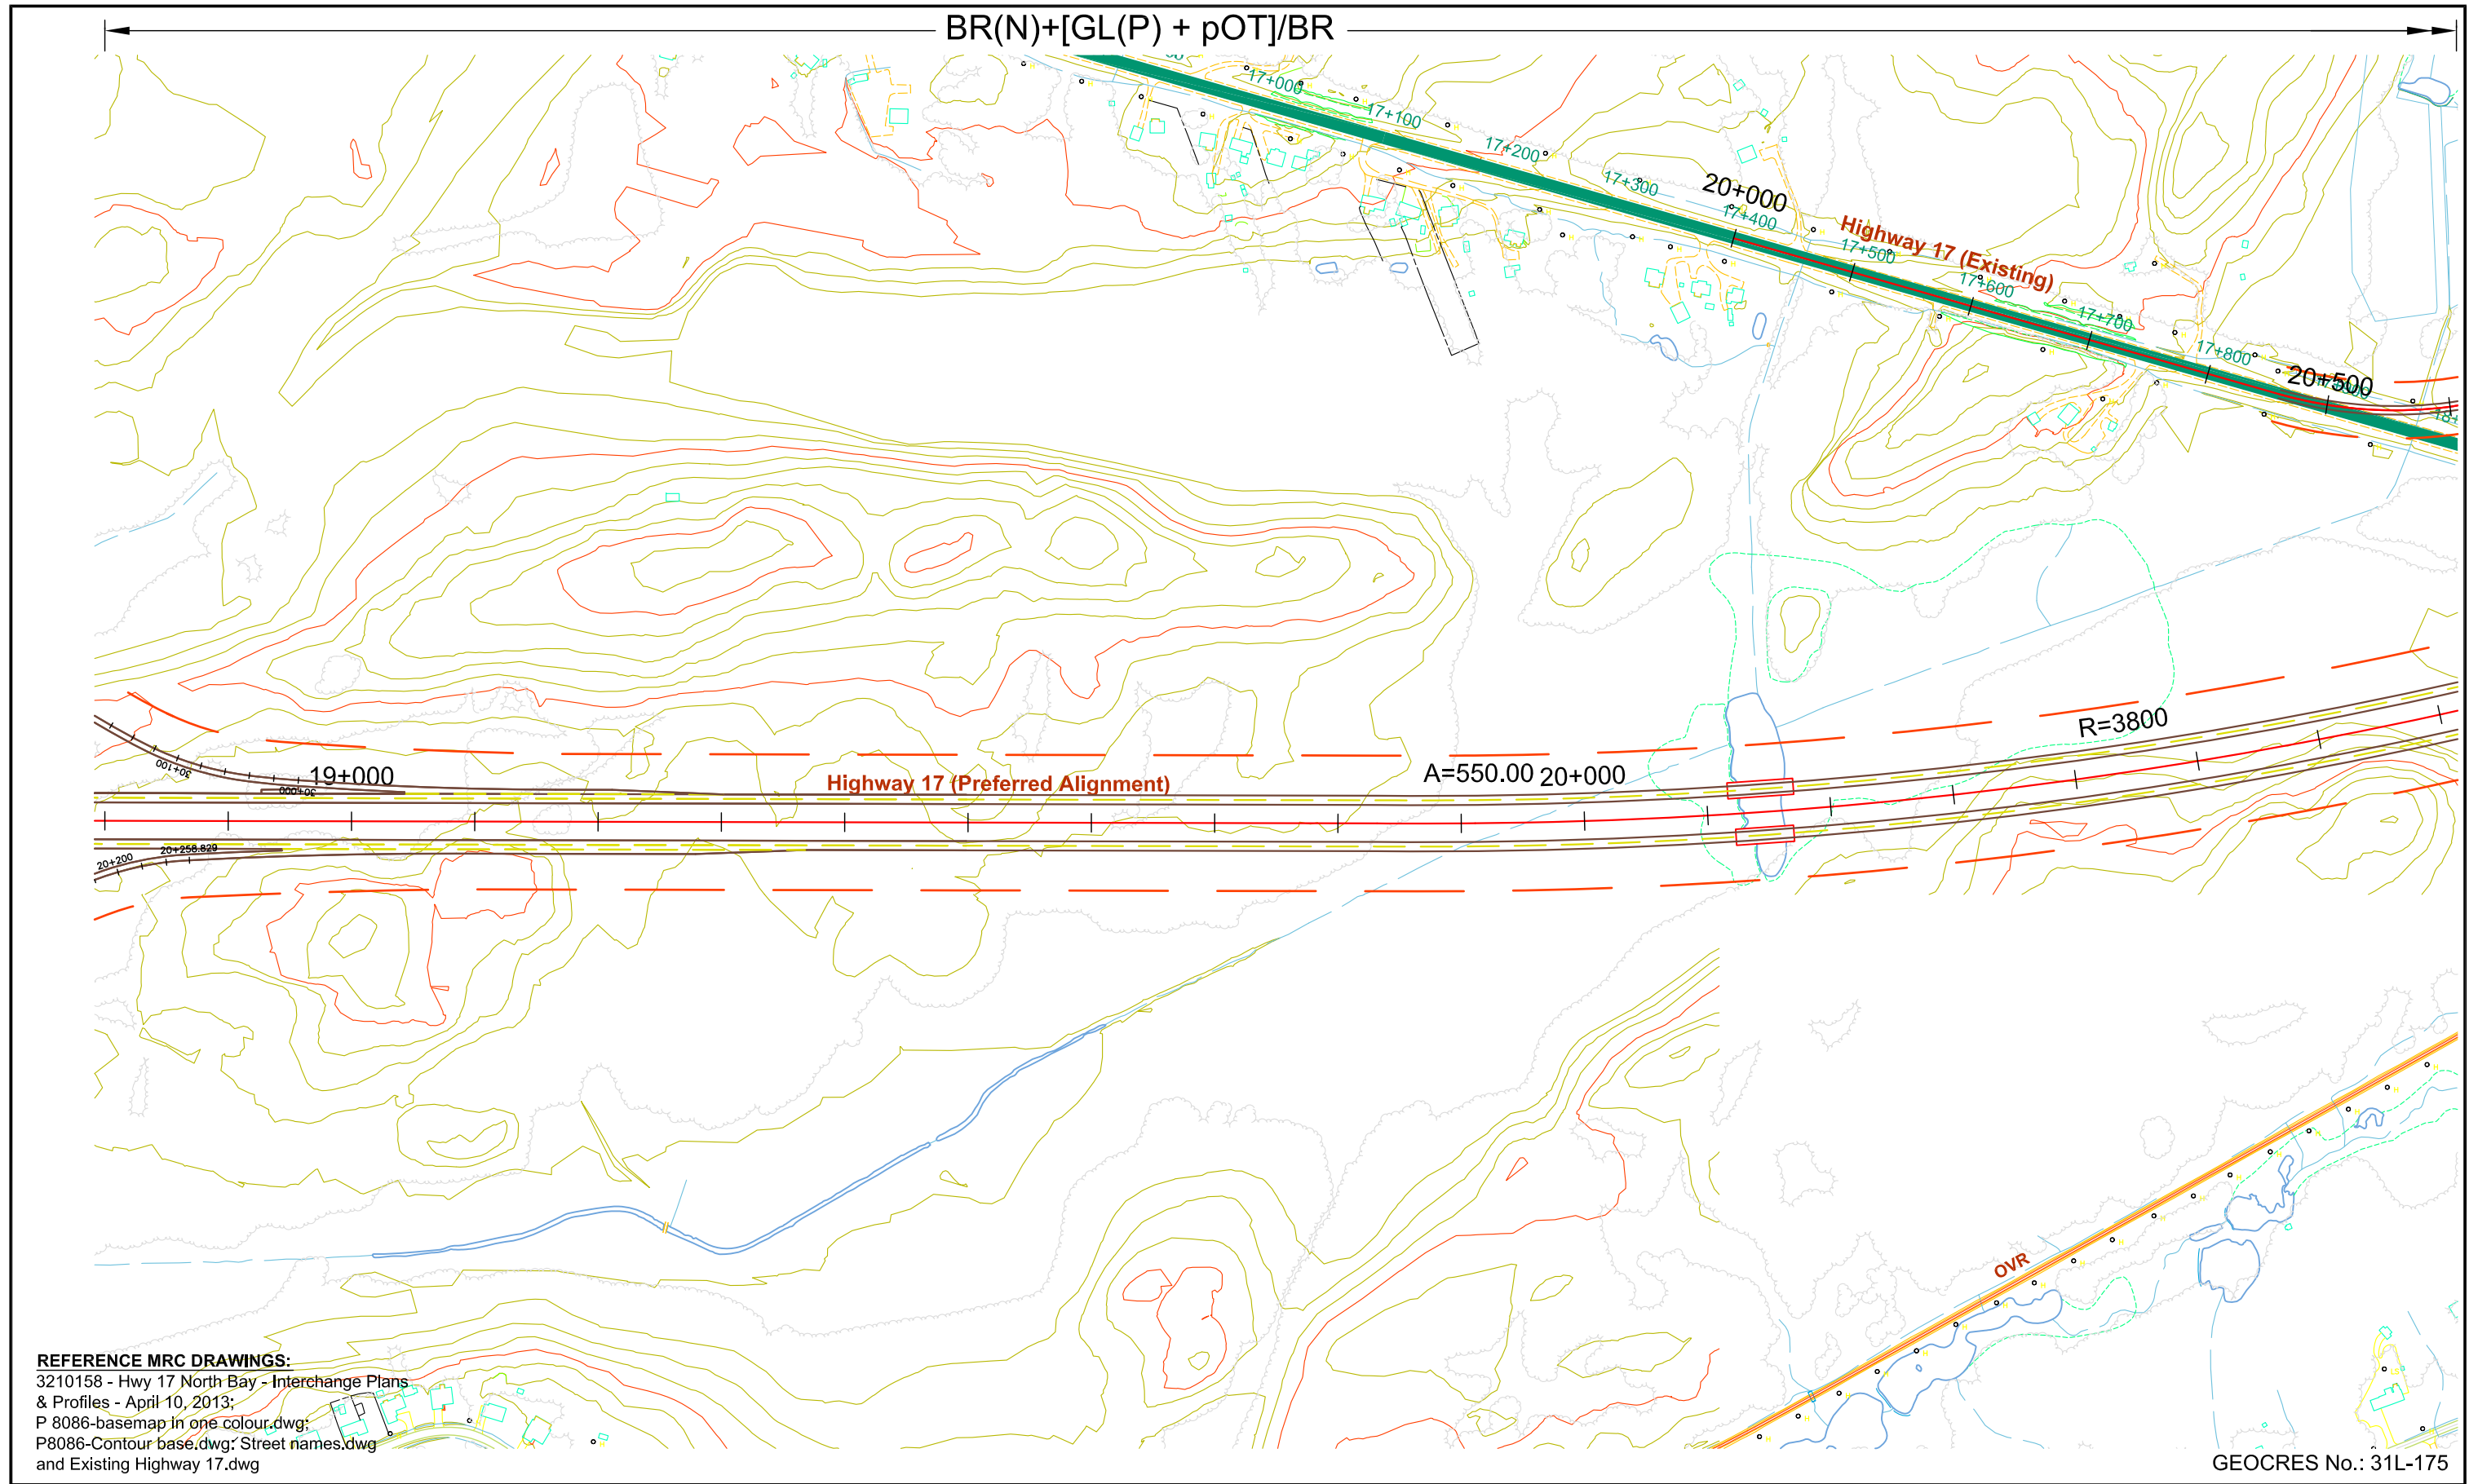 BR(N)+[GL(P) + pOT]/BR
17+000
17+100
17+200
17+300
20+000
17+400
Highway 17 (Existing)
17+500
17+600
17+700
17+800
20+500
R=3800
19+000
30+100
30+000
Highway 17 (Preferred Alignment)
A=550.00
20+000
20+200
20+258.829
OVR
REFERENCE MRC DRAWINGS:
3210158 - Hwy 17 North Bay - Interchange Plans
& Profiles - April 10, 2013;
P 8086-basemap in one colour.dwg;
P8086-Contour base.dwg; Street names.dwg
and Existing Highway 17.dwg
GEOCRES No.: 31L-175